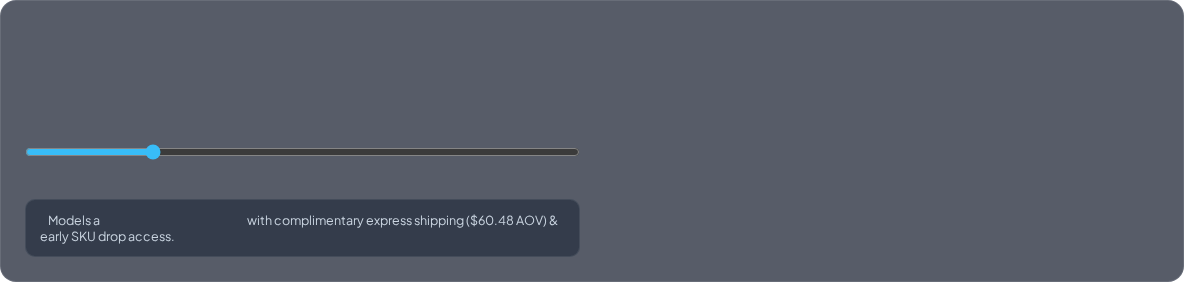 Models a with complimentary express shipping ($60.48 AOV) &
early SKU drop access.